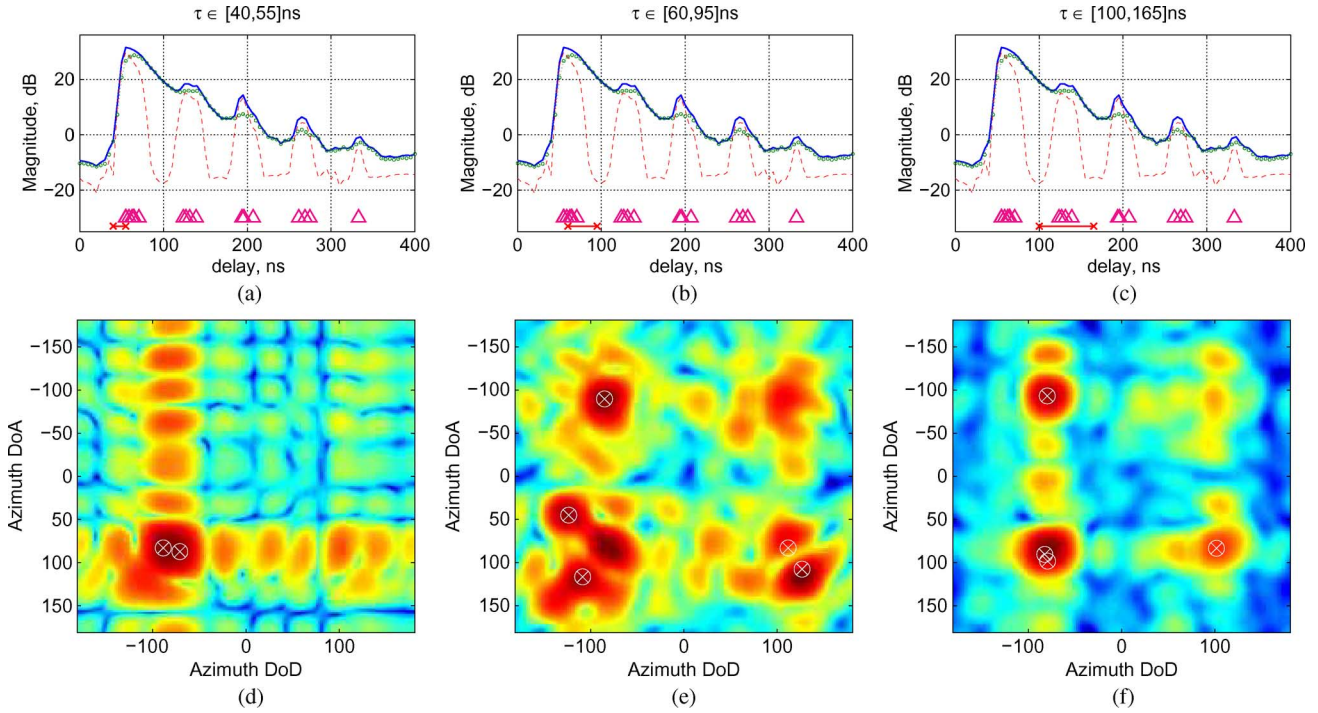 τ ∈ [40,55]ns
τ ∈ [60,95]ns
τ ∈ [100,165]ns
Magnitude, dB
20
0
−20
0
100
200
300
400
delay, ns
(a)
Magnitude, dB
20
0
−20
0
100
200
300
400
delay, ns
(b)
Magnitude, dB
20
0
−20
0
100
200
300
400
delay, ns
(c)
Azimuth DoA
−150
−100
−50
0
50
100
150
−100
0
100
Azimuth DoD
(d)
Azimuth DoA
−150
−100
−50
0
50
100
150
−100
0
100
Azimuth DoD
(e)
Azimuth DoA
−150
−100
−50
0
50
100
150
−100
0
100
Azimuth DoD
(f)